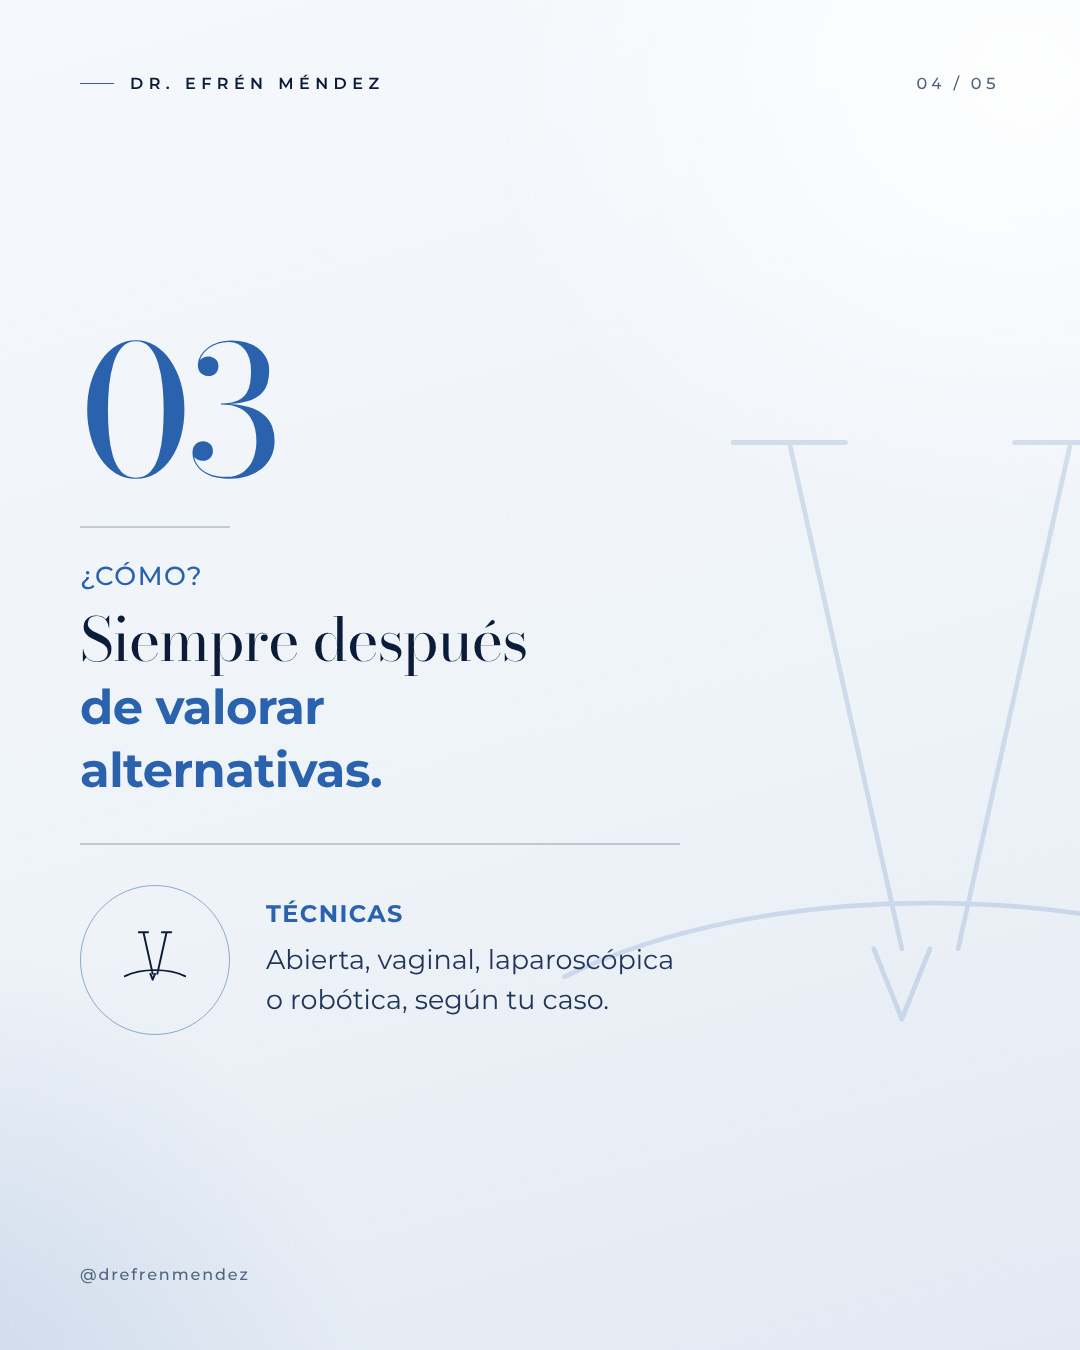 DR. EFRÉN MÉNDEZ
04 / 05
03
¿CÓMO?
Siempre después
de valorar
alternativas.
TÉCNICAS
Abierta, vaginal, laparoscópica
o robótica, según tu caso.
@drefrenmendez